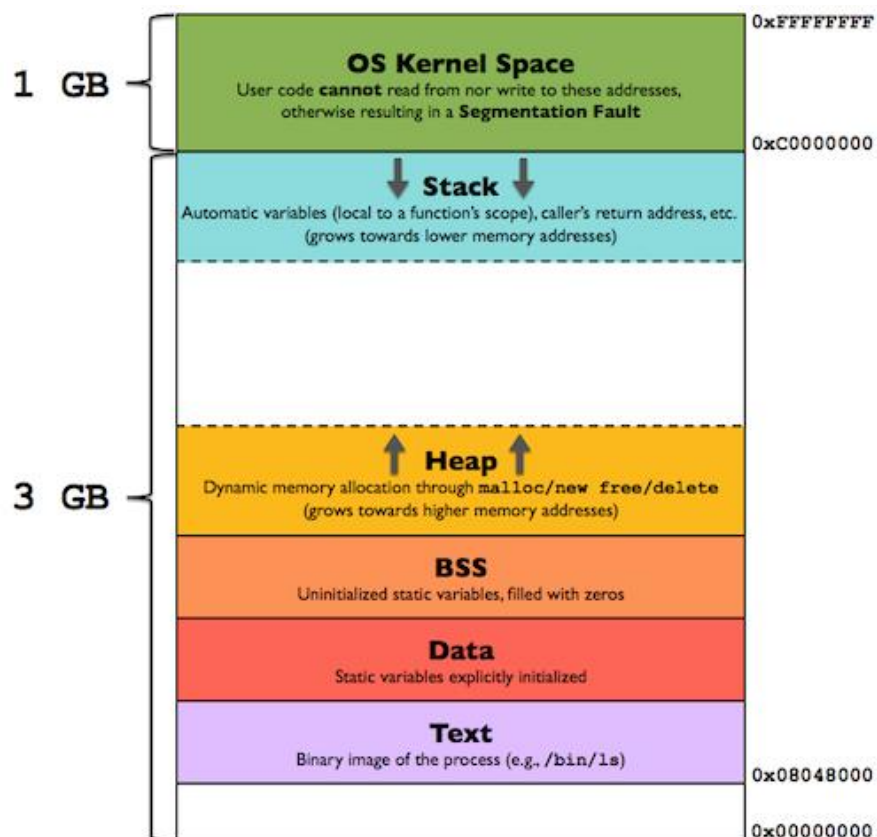 0xFFFFFFFF
1 GB
OS Kernel Space
User code cannot read from nor write to these addresses,
otherwise resulting in a Segmentation Fault
0xC0000000
Stack
Automatic variables (local to a function's scope), caller's return address, etc.
(grows towards lower memory addresses)
3 GB
Heap
Dynamic memory allocation through malloc/new free/delete
(grows towards higher memory addresses)
BSS
Uninitialized static variables, filled with zeros
Data
Static variables explicitly initialized
Text
Binary image of the process (e.g., /bin/ls)
0x08048000
0x00000000